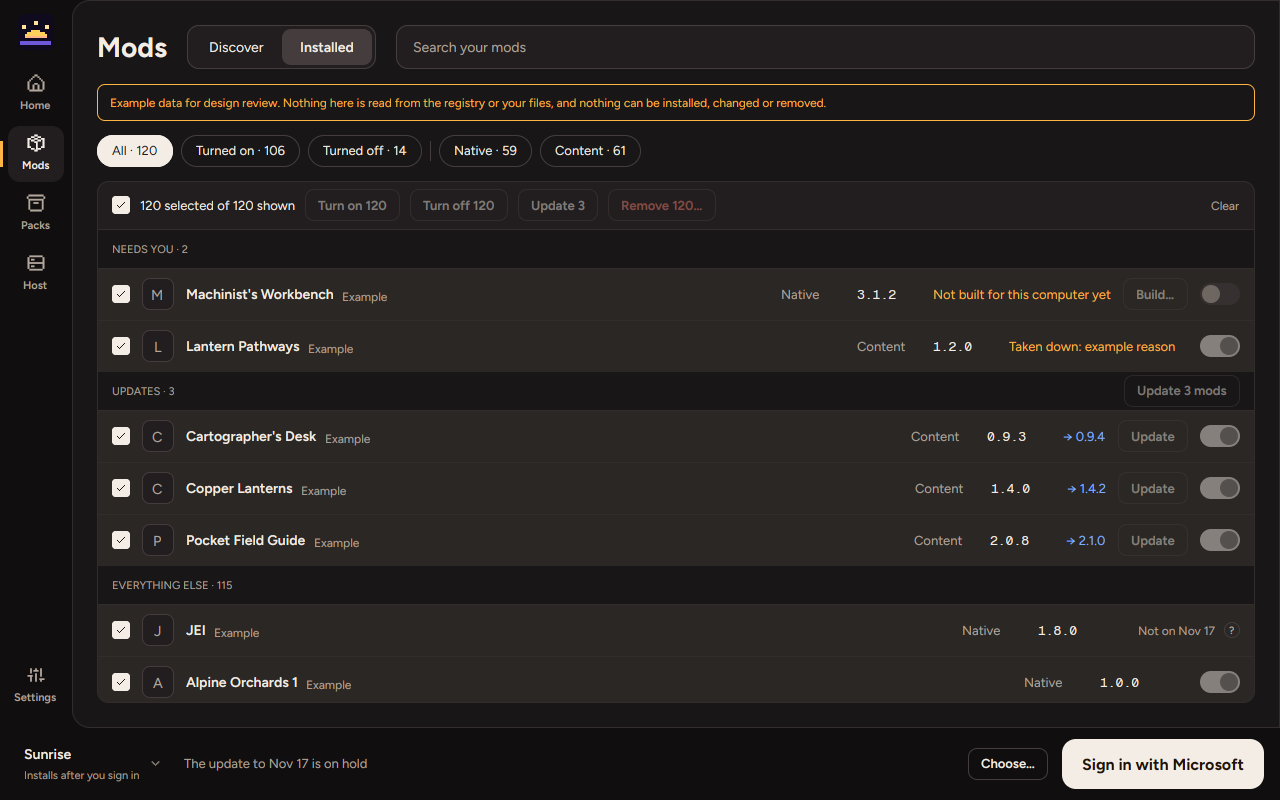 Mods
Discover
Installed
Search your mods
Home
Mods
Packs
Host
Settings
Example data for design review. Nothing here is read from the registry or your files, and nothing can be installed, changed or removed.
All · 120
Turned on · 106
Turned off · 14
Native · 59
Content · 61
120 selected of 120 shown
Turn on 120
Turn off 120
Update 3
Remove 120...
Clear
NEEDS YOU · 2
M Machinist's Workbench Example Native 3.1.2 Not built for this computer yet Build...
L Lantern Pathways Example Content 1.2.0 Taken down: example reason
UPDATES · 3 Update 3 mods
C Cartographer's Desk Example Content 0.9.3 → 0.9.4 Update
C Copper Lanterns Example Content 1.4.0 → 1.4.2 Update
P Pocket Field Guide Example Content 2.0.8 → 2.1.0 Update
EVERYTHING ELSE · 115
J JEI Example Native 1.8.0 Not on Nov 17 ?
A Alpine Orchards 1 Example Native 1.0.0
Sunrise
Installs after you sign in
The update to Nov 17 is on hold
Choose...
Sign in with Microsoft